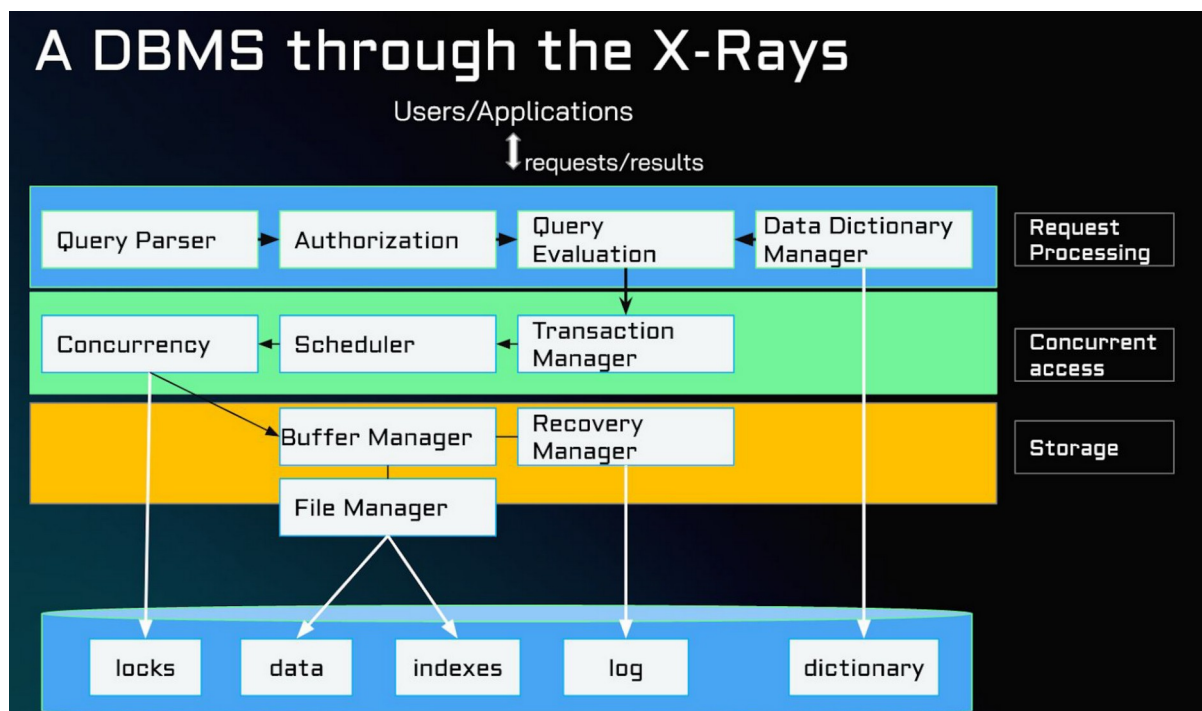 A DBMS through the X-Rays
Users/Applications
requests/results
Query Parser
Authorization
Query
Evaluation
Data Dictionary
Manager
Request
Processing
Concurrency
Scheduler
Transaction
Manager
Concurrent
access
Buffer Manager
Recovery
Manager
Storage
File Manager
locks
data
indexes
log
dictionary